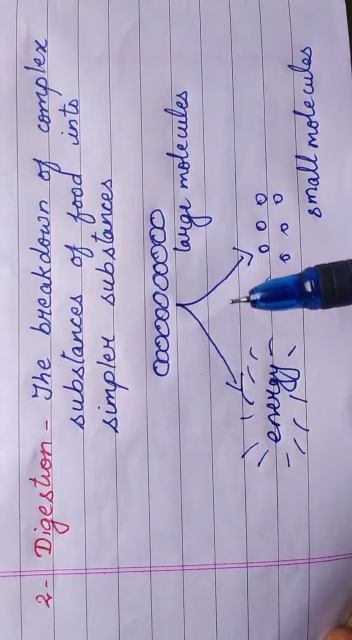 2- Digestion - The breakdown of complex
substances of food into
simpler substances
large molecules
energy
small molecules